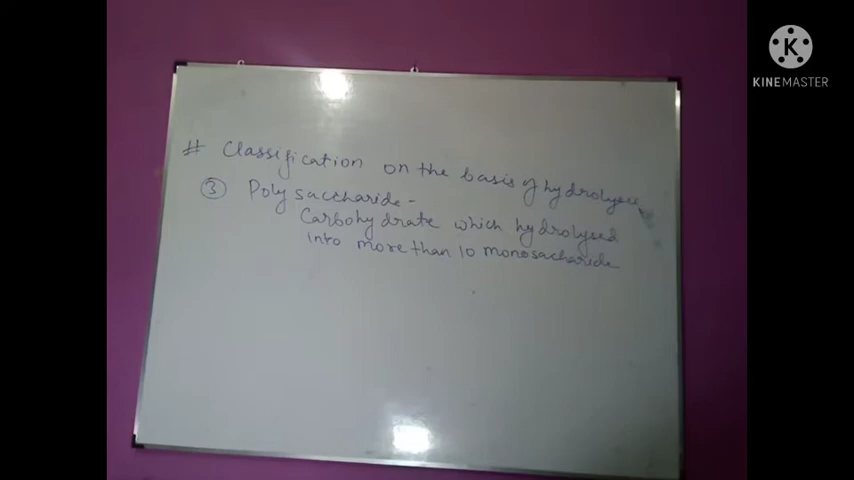 # Classification on the basis of hydrolysis
③ Polysaccharide -
Carbohydrate which hydrolysed
into more than 10 monosaccharide
K
KINEMASTER